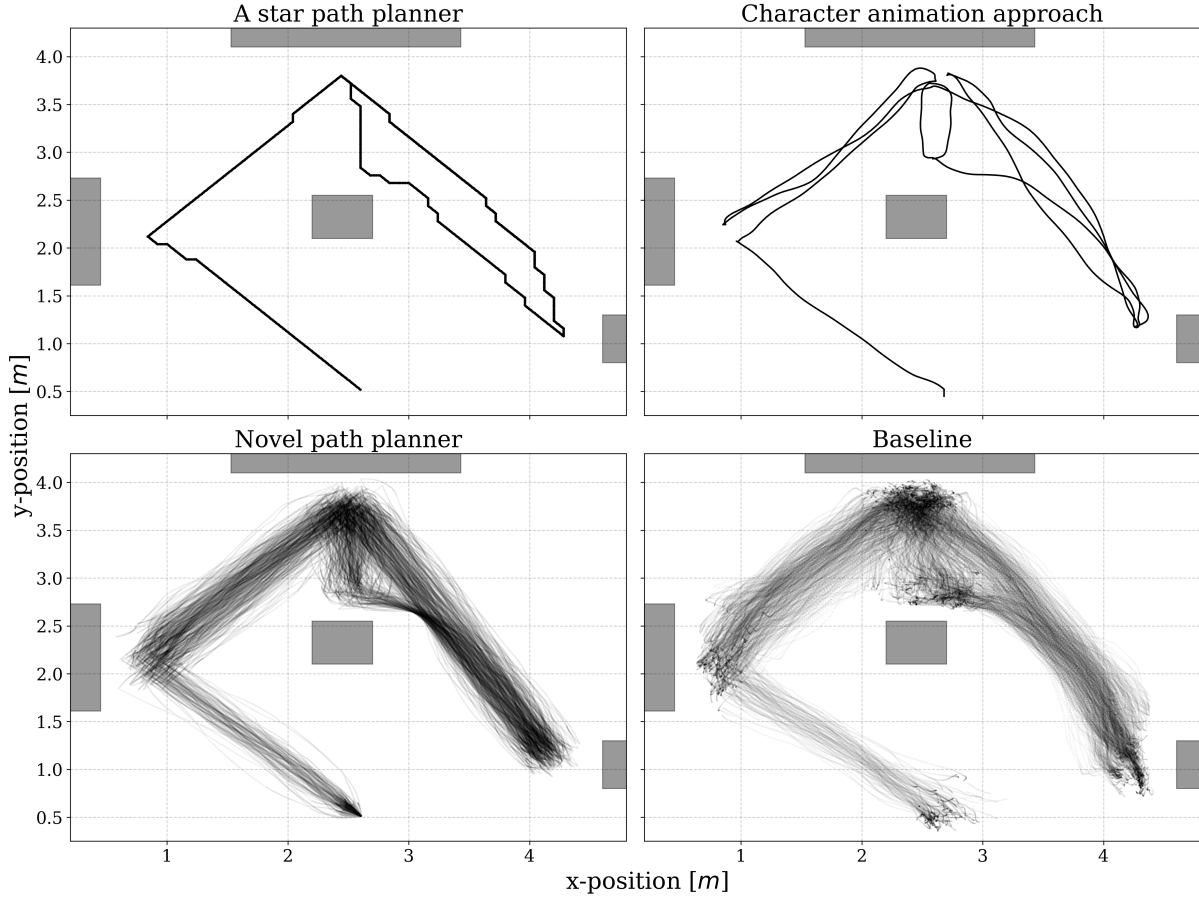 A star path planner
Character animation approach
4.0
3.5
3.0
2.5
2.0
1.5
1.0
0.5
Novel path planner
Baseline
4.0
3.5
3.0
2.5
2.0
1.5
1.0
0.5
1 2 3 4
1 2 3 4
y-position [m]
x-position [m]